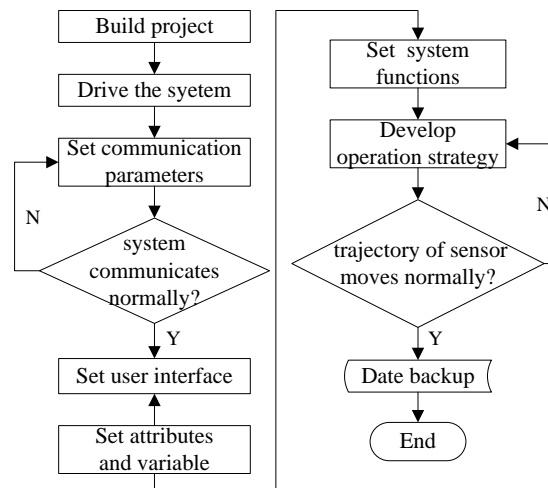 Build project
Drive the syetem
Set communication
parameters
N
system
communicates
normally?
Y
Set user interface
Set attributes
and variable
Set system
functions
Develop
operation strategy
N
trajectory of sensor
moves normally?
Y
Date backup
End